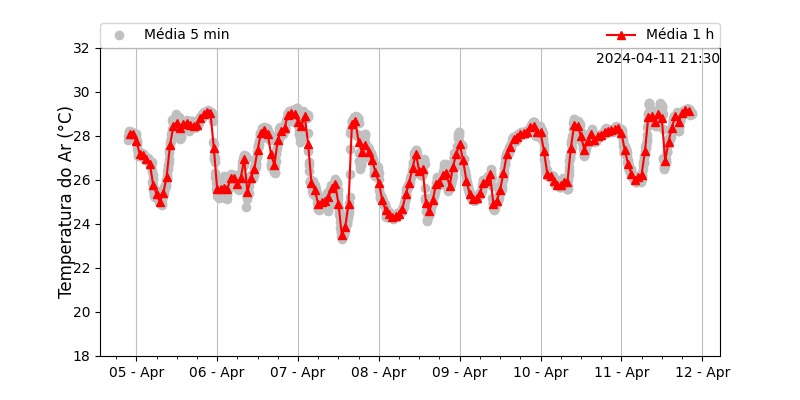 Média 5 min
Média 1 h
2024-04-11 21:30
Temperatura do Ar (°C)
32
30
28
26
24
22
20
18
05 - Apr
06 - Apr
07 - Apr
08 - Apr
09 - Apr
10 - Apr
11 - Apr
12 - Apr